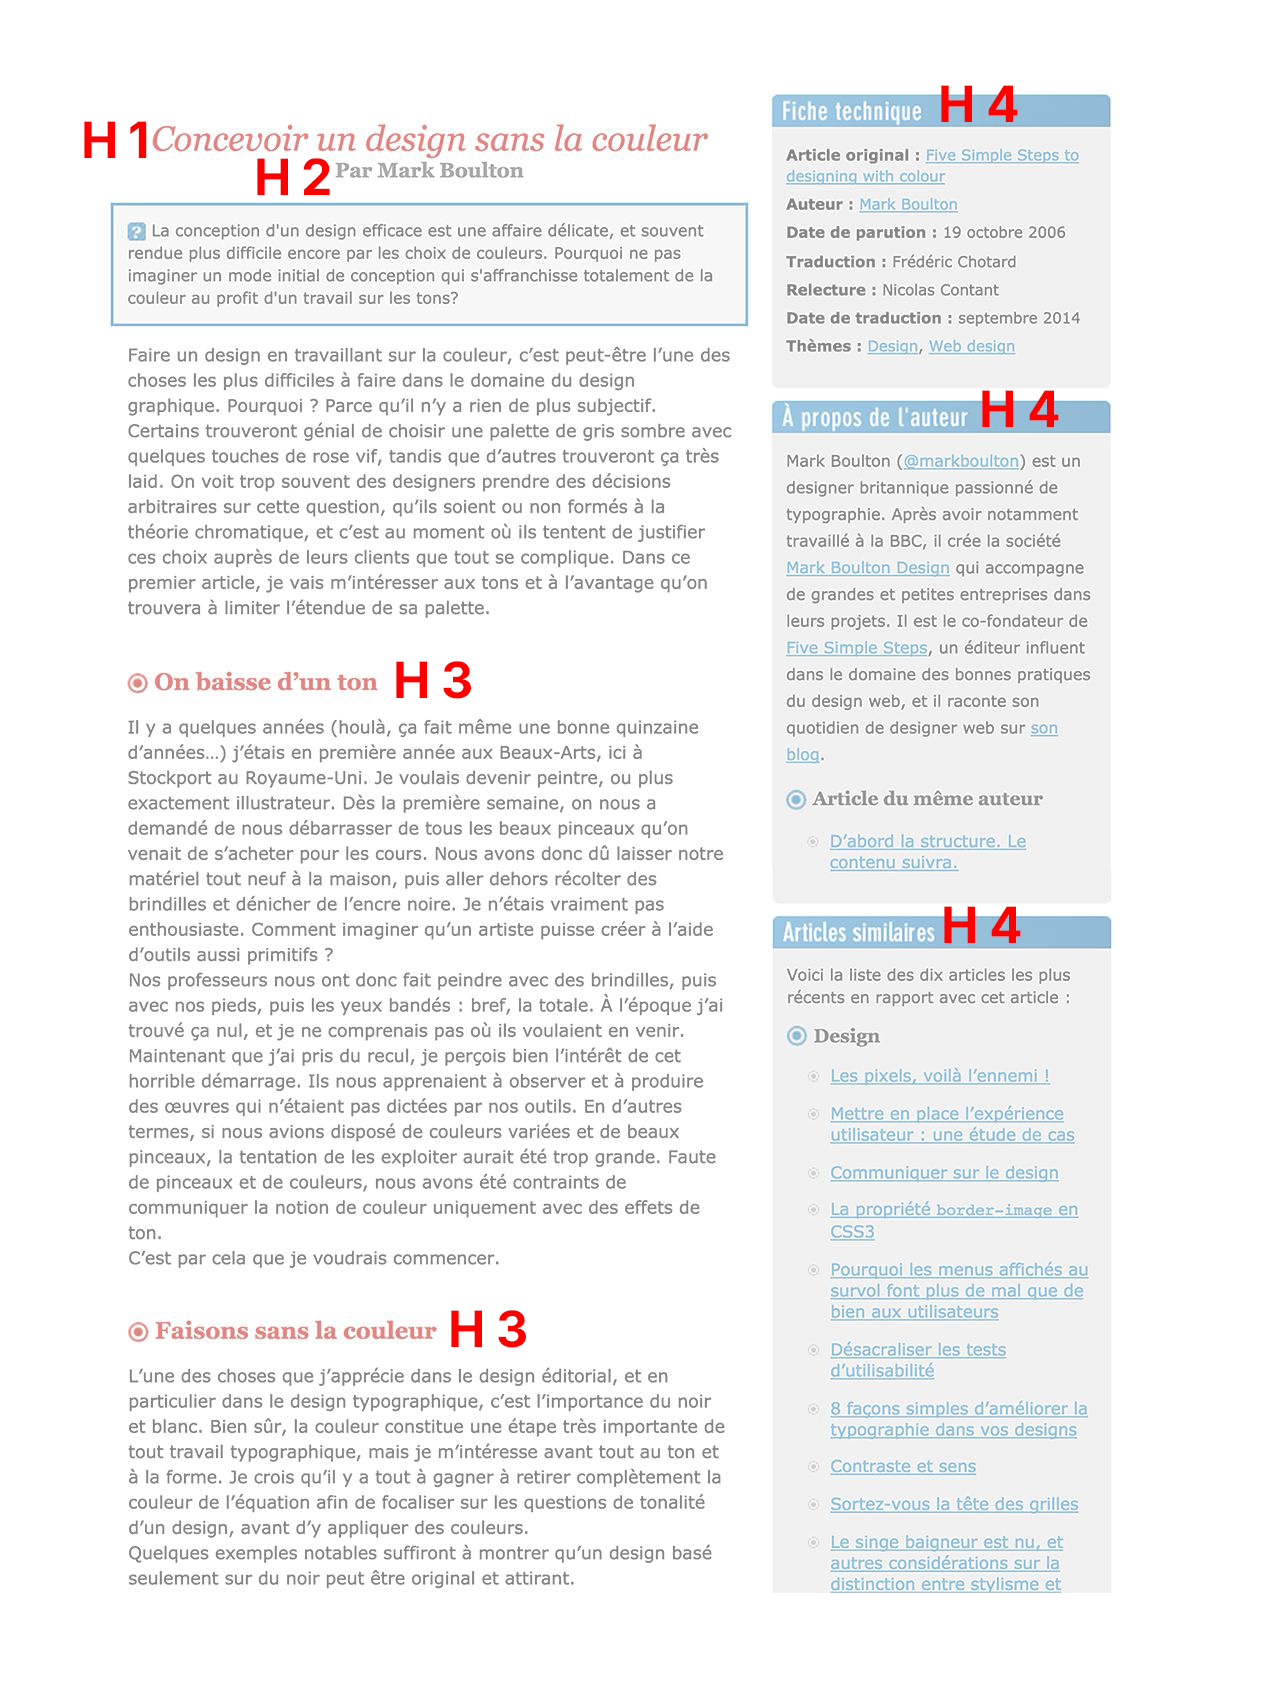 H 1 Concevoir un design sans la couleur
H 2 Par Mark Boulton
? La conception d'un design efficace est une affaire délicate, et souvent
rendue plus difficile encore par les choix de couleurs. Pourquoi ne pas
imaginer un mode initial de conception qui s'affranchisse totalement de la
couleur au profit d'un travail sur les tons?
Faire un design en travaillant sur la couleur, c’est peut-être l’une des
choses les plus difficiles à faire dans le domaine du design
graphique. Pourquoi ? Parce qu’il n’y a rien de plus subjectif.
Certains trouveront génial de choisir une palette de gris sombre avec
quelques touches de rose vif, tandis que d’autres trouveront ça très
laid. On voit trop souvent des designers prendre des décisions
arbitraires sur cette question, qu’ils soient ou non formés à la
théorie chromatique, et c’est au moment où ils tentent de justifier
ces choix auprès de leurs clients que tout se complique. Dans ce
premier article, je vais m’intéresser aux tons et à l’avantage qu’on
trouvera à limiter l’étendue de sa palette.
On baisse d’un ton H 3
Il y a quelques années (houlà, ça fait même une bonne quinzaine
d’années…) j’étais en première année aux Beaux-Arts, ici à
Stockport au Royaume-Uni. Je voulais devenir peintre, ou plus
exactement illustrateur. Dès la première semaine, on nous a
demandé de nous débarrasser de tous les beaux pinceaux qu’on
venait de s’acheter pour les cours. Nous avons donc dû laisser notre
matériel tout neuf à la maison, puis aller dehors récolter des
brindilles et dénicher de l’encre noire. Je n’étais vraiment pas
enthousiaste. Comment imaginer qu’un artiste puisse créer à l’aide
d’outils aussi primitifs ?
Nos professeurs nous ont donc fait peindre avec des brindilles, puis
avec nos pieds, puis les yeux bandés : bref, la totale. À l’époque j’ai
trouvé ça nul, et je ne comprenais pas où ils voulaient en venir.
Maintenant que j’ai pris du recul, je perçois bien l’intérêt de cet
horrible démarrage. Ils nous apprenaient à observer et à produire
des œuvres qui n’étaient pas dictées par nos outils. En d’autres
termes, si nous avions disposé de couleurs variées et de beaux
pinceaux, la tentation de les exploiter aurait été trop grande. Faute
de pinceaux et de couleurs, nous avons été contraints de
communiquer la notion de couleur uniquement avec des effets de
ton.
C’est par cela que je voudrais commencer.
Faisons sans la couleur H 3
L’une des choses que j’apprécie dans le design éditorial, et en
particulier dans le design typographique, c’est l’importance du noir
et blanc. Bien sûr, la couleur constitue une étape très importante de
tout travail typographique, mais je m’intéresse avant tout au ton et
à la forme. Je crois qu’il y a tout à gagner à retirer complètement la
couleur de l’équation afin de focaliser sur les questions de tonalité
d’un design, avant d’y appliquer des couleurs.
Quelques exemples notables suffiront à montrer qu’un design basé
seulement sur du noir peut être original et attirant.
Fiche technique H 4
Article original : Five Simple Steps to
designing with colour
Auteur : Mark Boulton
Date de parution : 19 octobre 2006
Traduction : Frédéric Chotard
Relecture : Nicolas Contant
Date de traduction : septembre 2014
Thèmes : Design, Web design
À propos de l'auteur H 4
Mark Boulton (@markboulton) est un
designer britannique passionné de
typographie. Après avoir notamment
travaillé à la BBC, il crée la société
Mark Boulton Design qui accompagne
de grandes et petites entreprises dans
leurs projets. Il est le co-fondateur de
Five Simple Steps, un éditeur influent
dans le domaine des bonnes pratiques
du design web, et il raconte son
quotidien de designer web sur son
blog.
Article du même auteur
D’abord la structure. Le
contenu suivra.
Articles similaires H 4
Voici la liste des dix articles les plus
récents en rapport avec cet article :
Design
Les pixels, voilà l’ennemi !
Mettre en place l’expérience
utilisateur : une étude de cas
Communiquer sur le design
La propriété border-image en
CSS3
Pourquoi les menus affichés au
survol font plus de mal que de
bien aux utilisateurs
Désacraliser les tests
d’utilisabilité
8 façons simples d’améliorer la
typographie dans vos designs
Contraste et sens
Sortez-vous la tête des grilles
Le singe baigneur est nu, et
autres considérations sur la
distinction entre stylisme et